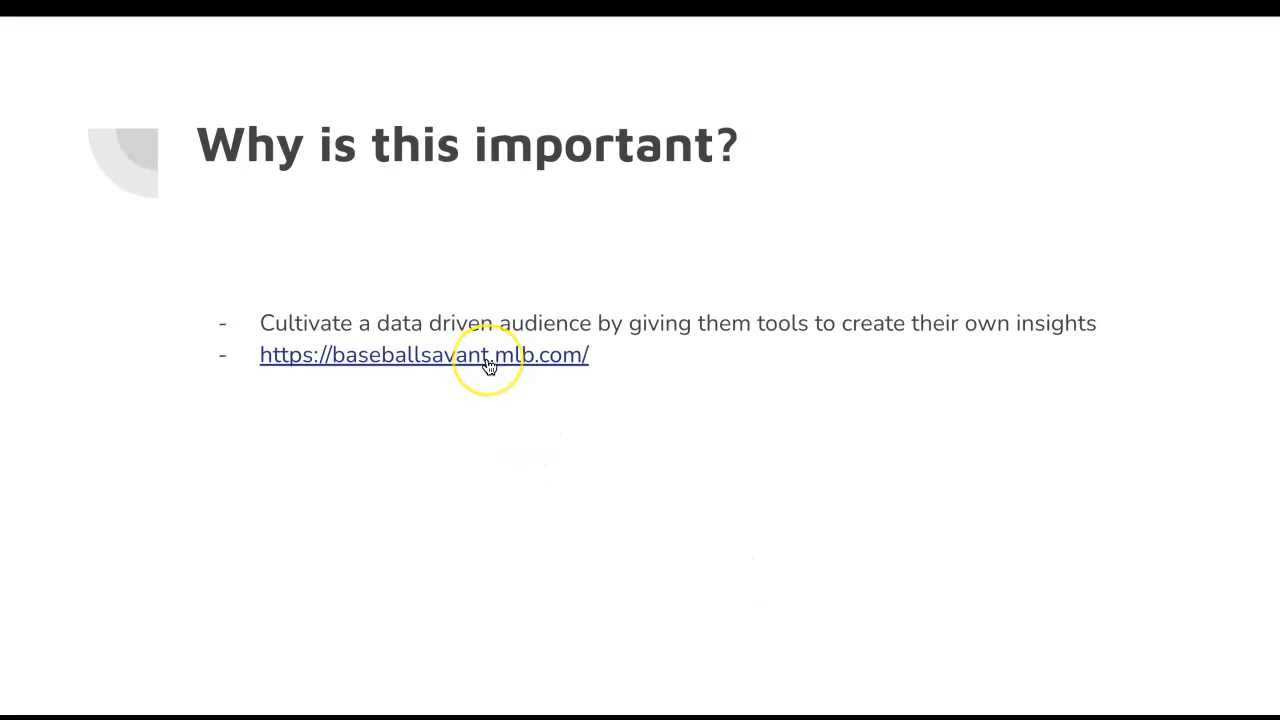 Why is this important?
- Cultivate a data driven audience by giving them tools to create their own insights
- https://baseballsavant.mlb.com/